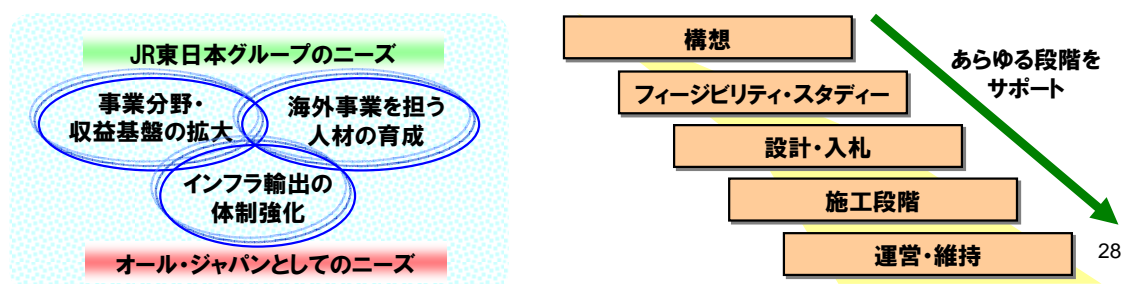 JR東日本グループのニーズ
事業分野・
収益基盤の拡大
海外事業を担う
人材の育成
インフラ輸出の
体制強化
オール・ジャパンとしてのニーズ
構想
フィージビリティ・スタディー
設計・入札
施工段階
運営・維持
あらゆる段階を
サポート
28